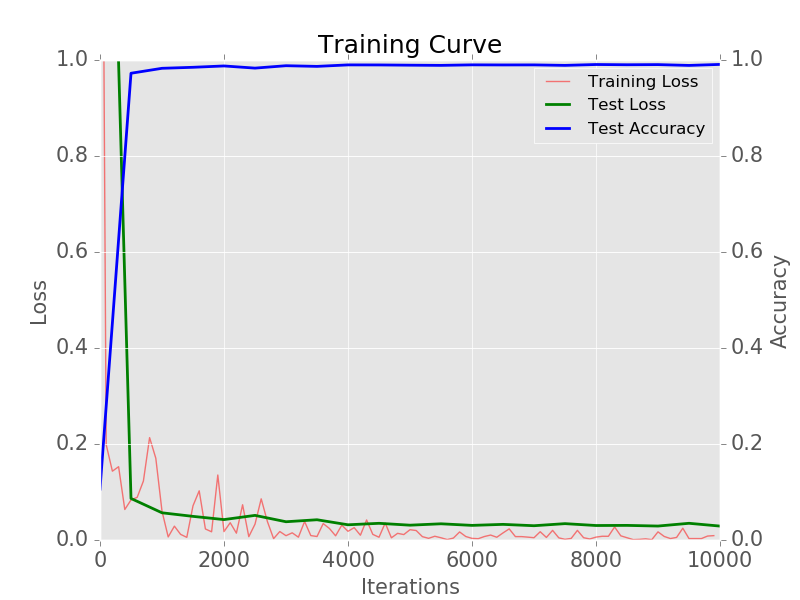 Training Curve
1.0
0.8
0.6
0.4
0.2
0.0
Loss
1.0
0.8
0.6
0.4
0.2
0.0
Accuracy
Training Loss
Test Loss
Test Accuracy
0 2000 4000 6000 8000 10000
Iterations